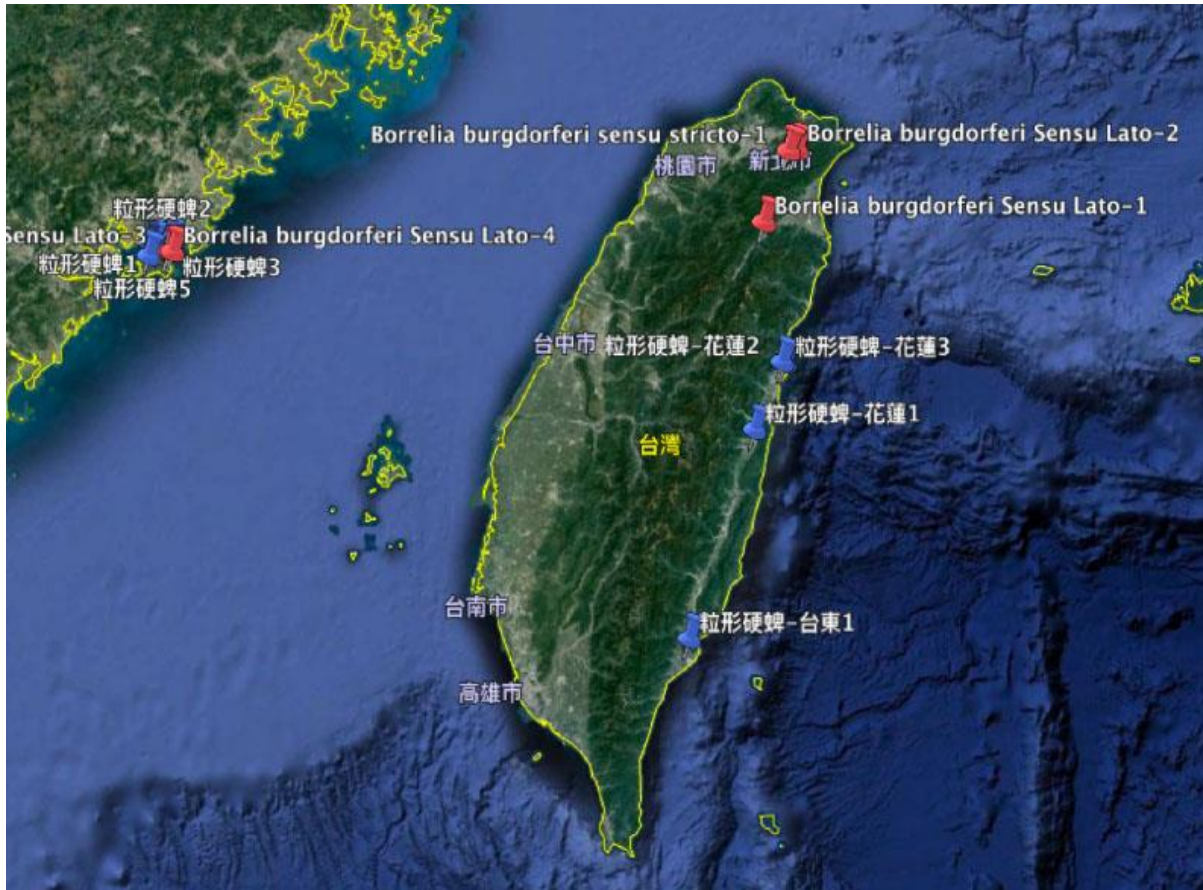 Borrelia burgdorferi sensu stricto-1
Borrelia burgdorferi Sensu Lato-2
桃園市
新北市
Borrelia burgdorferi Sensu Lato-1
粒形硬蜱2
Sensu Lato-3
Borrelia burgdorferi Sensu Lato-4
粒形硬蜱1
粒形硬蜱3
粒形硬蜱5
台中市
粒形硬蜱-花蓮2
粒形硬蜱-花蓮3
粒形硬蜱-花蓮1
台灣
台南市
粒形硬蜱-台東1
高雄市